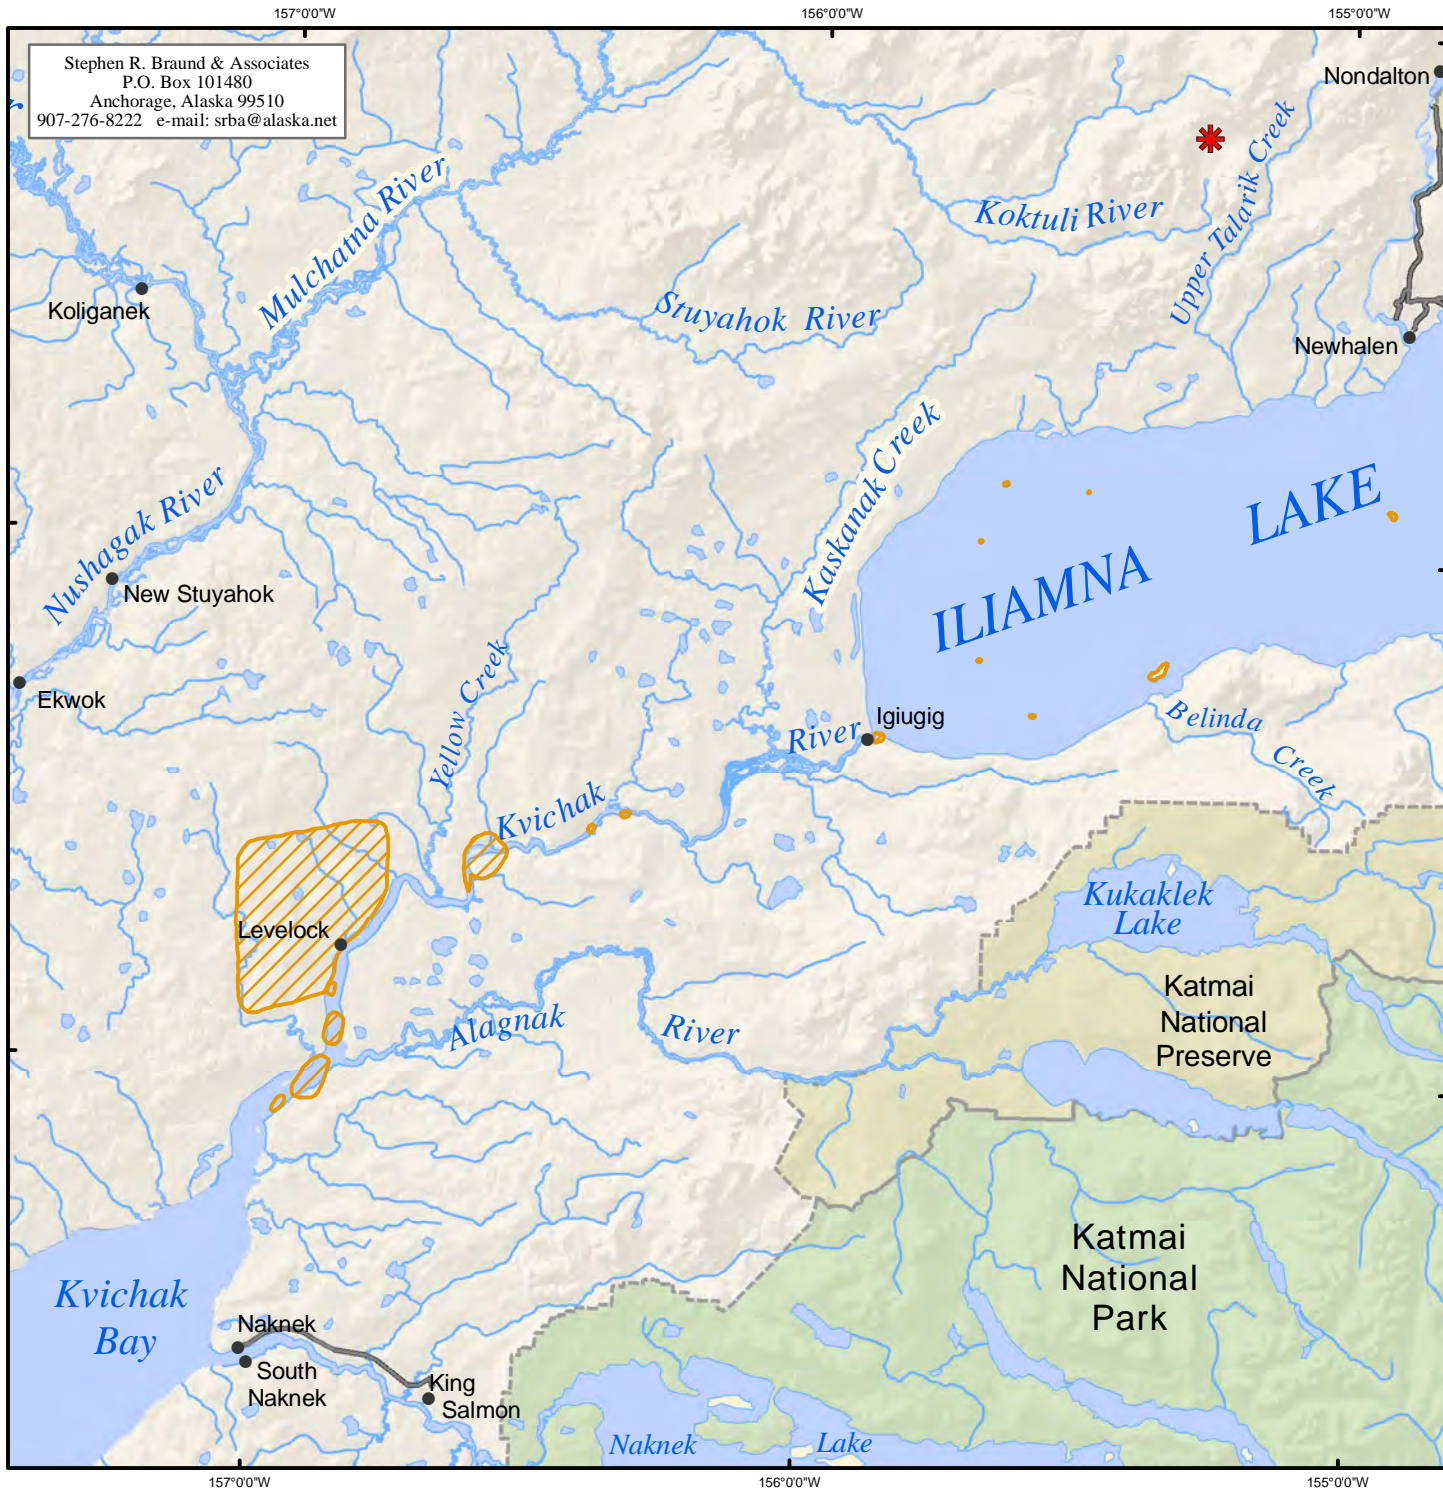 157°0'0"W
156°0'0"W
155°0'0"W
Stephen R. Braund & Associates
P.O. Box 101480
Anchorage, Alaska 99510
907-276-8222 e-mail: srba@alaska.net
Nondalton
Upper Talarik Creek
Koktuli River
Mulchatna River
Koliganek
Stuyahok River
Newhalen
Kaskanak Creek
Nushagak River
LAKE
ILIAMNA
New Stuyahok
Ekwok
Yellow Creek
Igiugig
River
Belinda
Creek
Kvichak
Kukaklek
Lake
Levelock
Katmai
National
Preserve
Alagnak
River
Katmai
National
Park
Kvichak
Bay
Naknek
South
Naknek
King
Salmon
Naknek
Lake
157°0'0"W
156°0'0"W
155°0'0"W